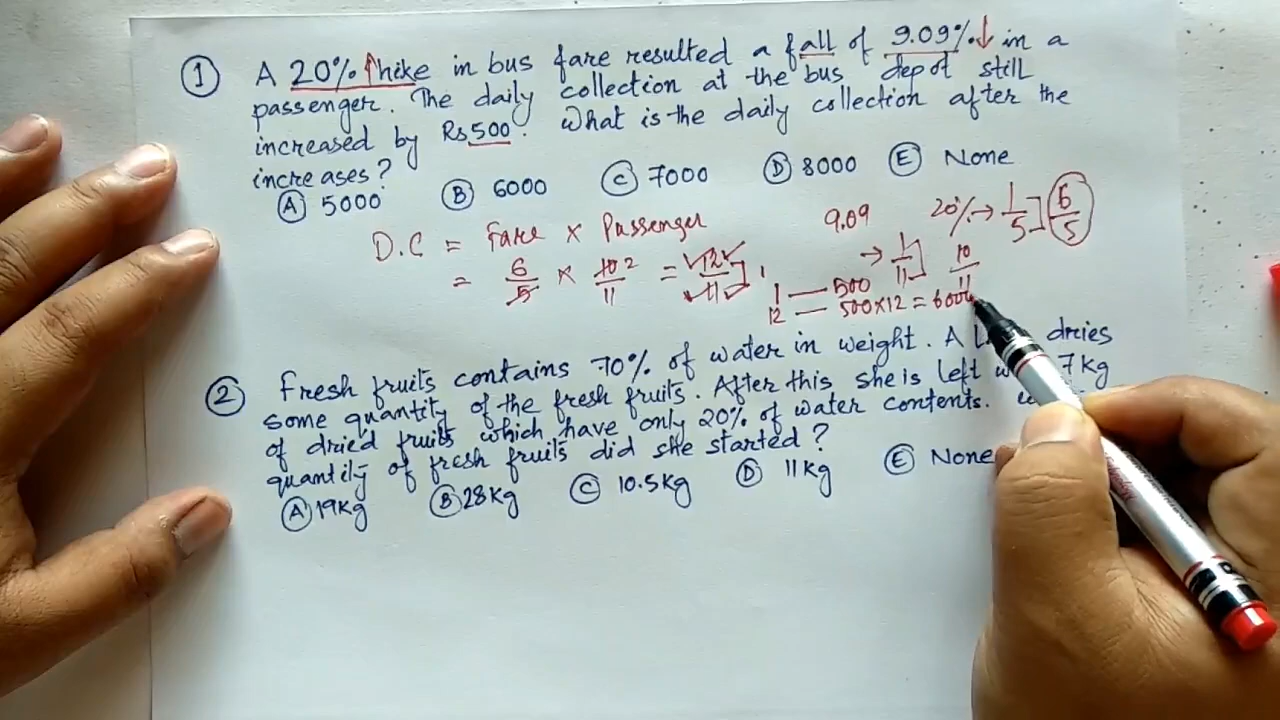 ① A 20%↑ hike in bus fare resulted a fall of 9.09%↓ in a
passenger. The daily collection at the bus depot still
increased by Rs 500. What is the daily collection after the
increases?
Ⓐ 5000 Ⓑ 6000 Ⓒ 7000 Ⓓ 8000 Ⓔ None
D.C = Fare × Passenger 9.09 20% → 1/5 ] 6/5
= 6/5 × 10 2/11 = 12/11 ] 1 → 1/11 ] 10/11
1 — 500
12 — 500×12 = 6000
② Fresh fruits contains 70% of water in weight. A dries
some quantity of the fresh fruits. After this she is left 7kg
of dried fruits which have only 20% of water contents.
quantity of fresh fruits did she started?
Ⓐ 19kg Ⓑ 28kg Ⓒ 10.5kg Ⓓ 11kg Ⓔ None